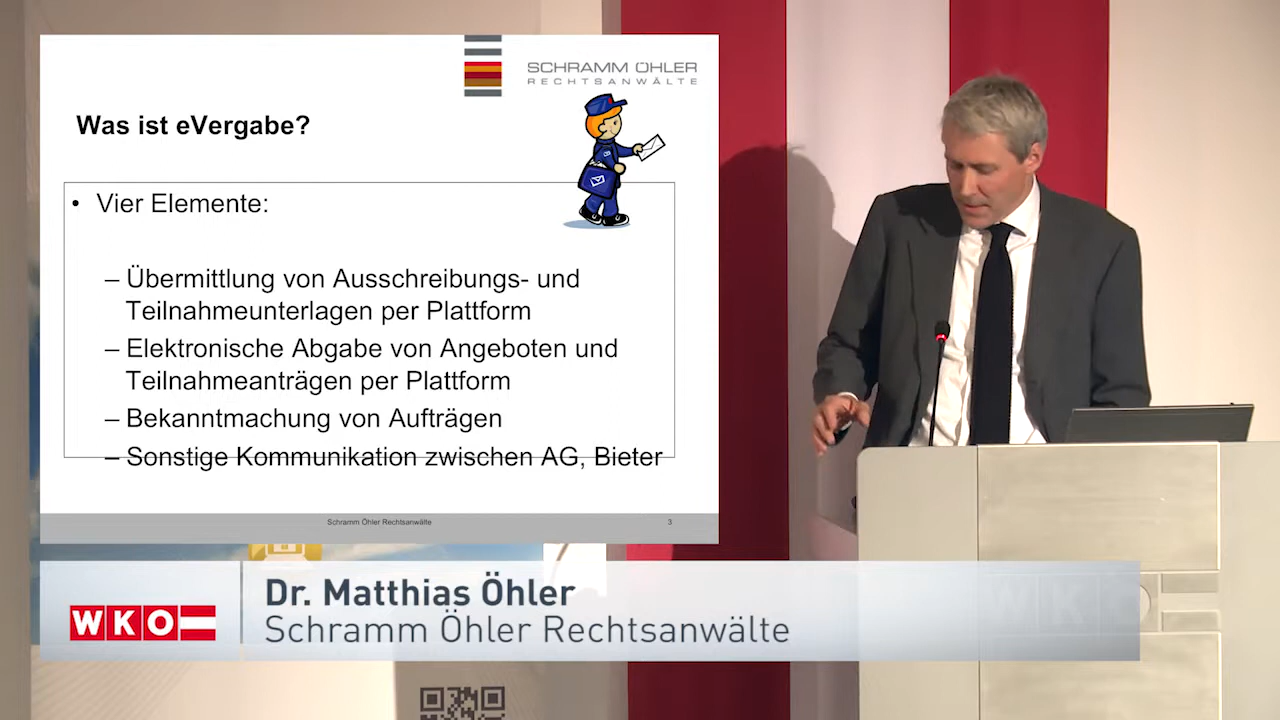 SCHRAMM ÖHLER
RECHTSANWÄLTE
Was ist eVergabe?
• Vier Elemente:
– Übermittlung von Ausschreibungs- und
Teilnahmeunterlagen per Plattform
– Elektronische Abgabe von Angeboten und
Teilnahmeanträgen per Plattform
– Bekanntmachung von Aufträgen
– Sonstige Kommunikation zwischen AG, Bieter
Schramm Öhler Rechtsanwälte 3
WKO
Dr. Matthias Öhler
Schramm Öhler Rechtsanwälte
WKO